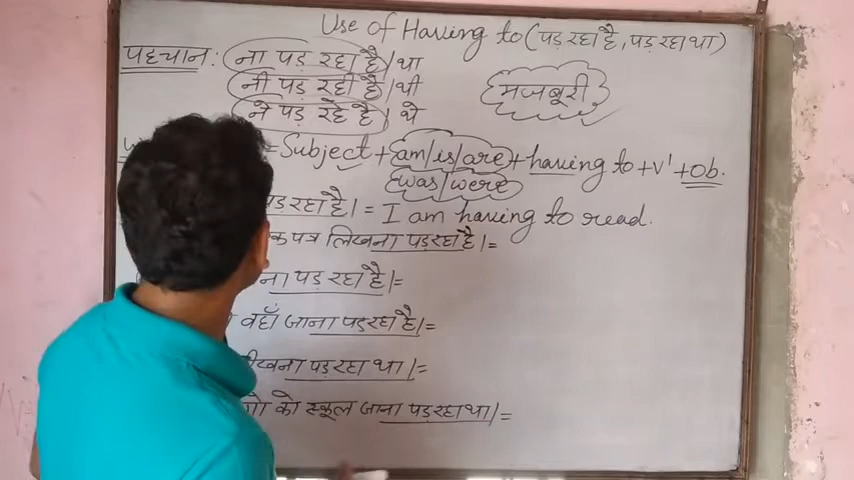 Use of Having to (पड़ रहा है, पड़ रहा था)
पहचान : ना पड़ रहा है / था
नी पड़ रही है / थी
ने पड़ रहे है / थे
मजबूरी
= Subject + am/is/are + having to + V¹ + ob.
was/were
पड़ रहा है। = I am having to read.
पत्र लिखना पड़ रहा है। =
ना पड़ रहा है। =
वहाँ जाना पड़ रहा है। =
पड़ रहा था। =
को स्कूल जाना पड़ रहा था। =